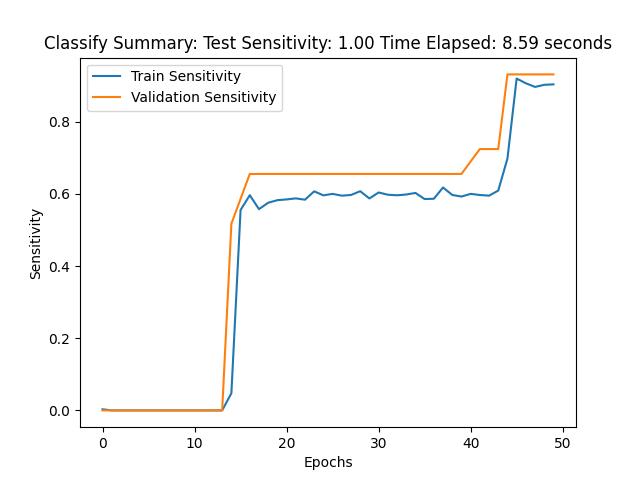 Classify Summary: Test Sensitivity: 1.00 Time Elapsed: 8.59 seconds
Train Sensitivity
Validation Sensitivity
Sensitivity
0.8
0.6
0.4
0.2
0.0
0 10 20 30 40 50
Epochs